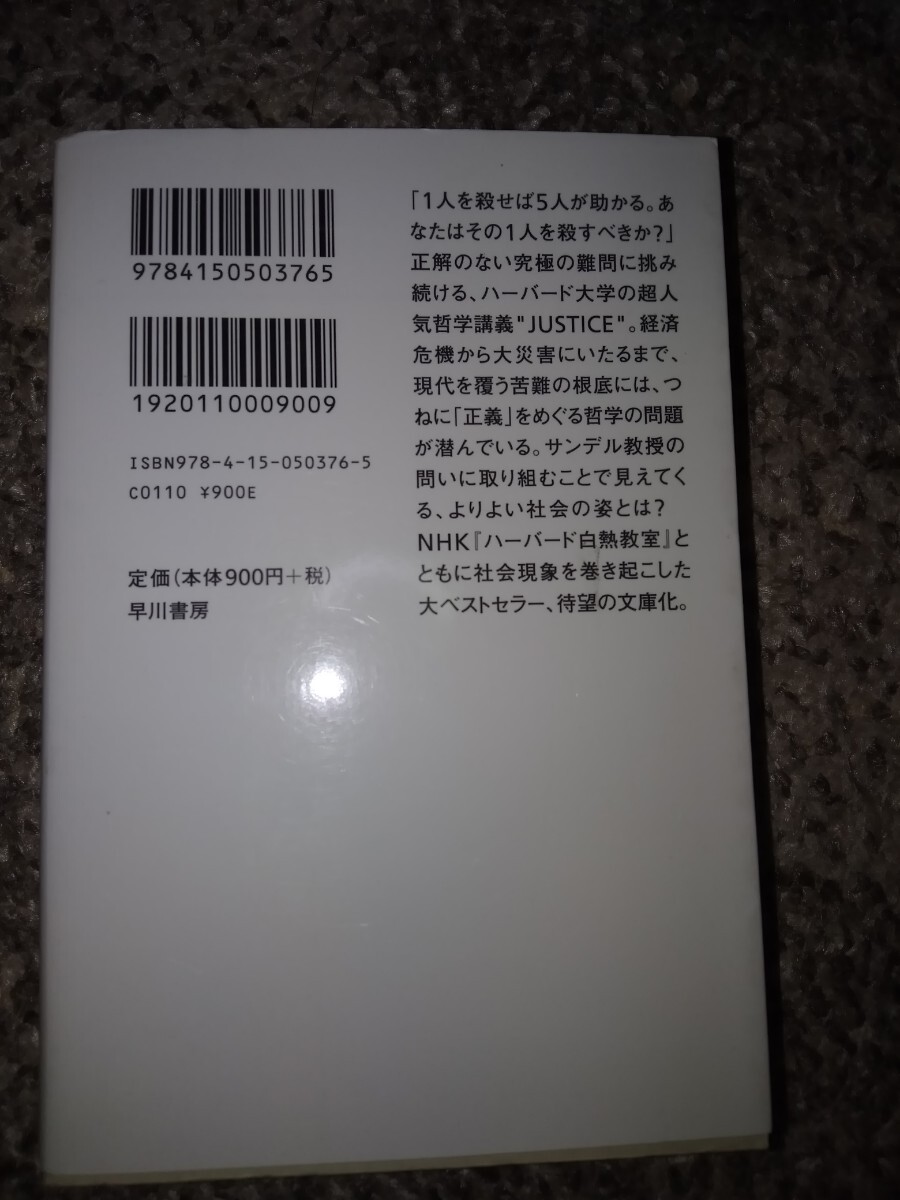 9784150503765
1920110009009
ISBN978-4-15-050376-5
C0110 ¥900E
定価(本体900円+税)
早川書房
「1人を殺せば5人が助かる。あ
なたはその1人を殺すべきか?」
正解のない究極の難問に挑み
続ける、ハーバード大学の超人
気哲学講義"JUSTICE"。経済
危機から大災害にいたるまで、
現代を覆う苦難の根底には、つ
ねに「正義」をめぐる哲学の問題
が潜んでいる。サンデル教授の
問いに取り組むことで見えてく
る、よりよい社会の姿とは?
NHK『ハーバード白熱教室』と
ともに社会現象を巻き起こした
大ベストセラー、待望の文庫化。